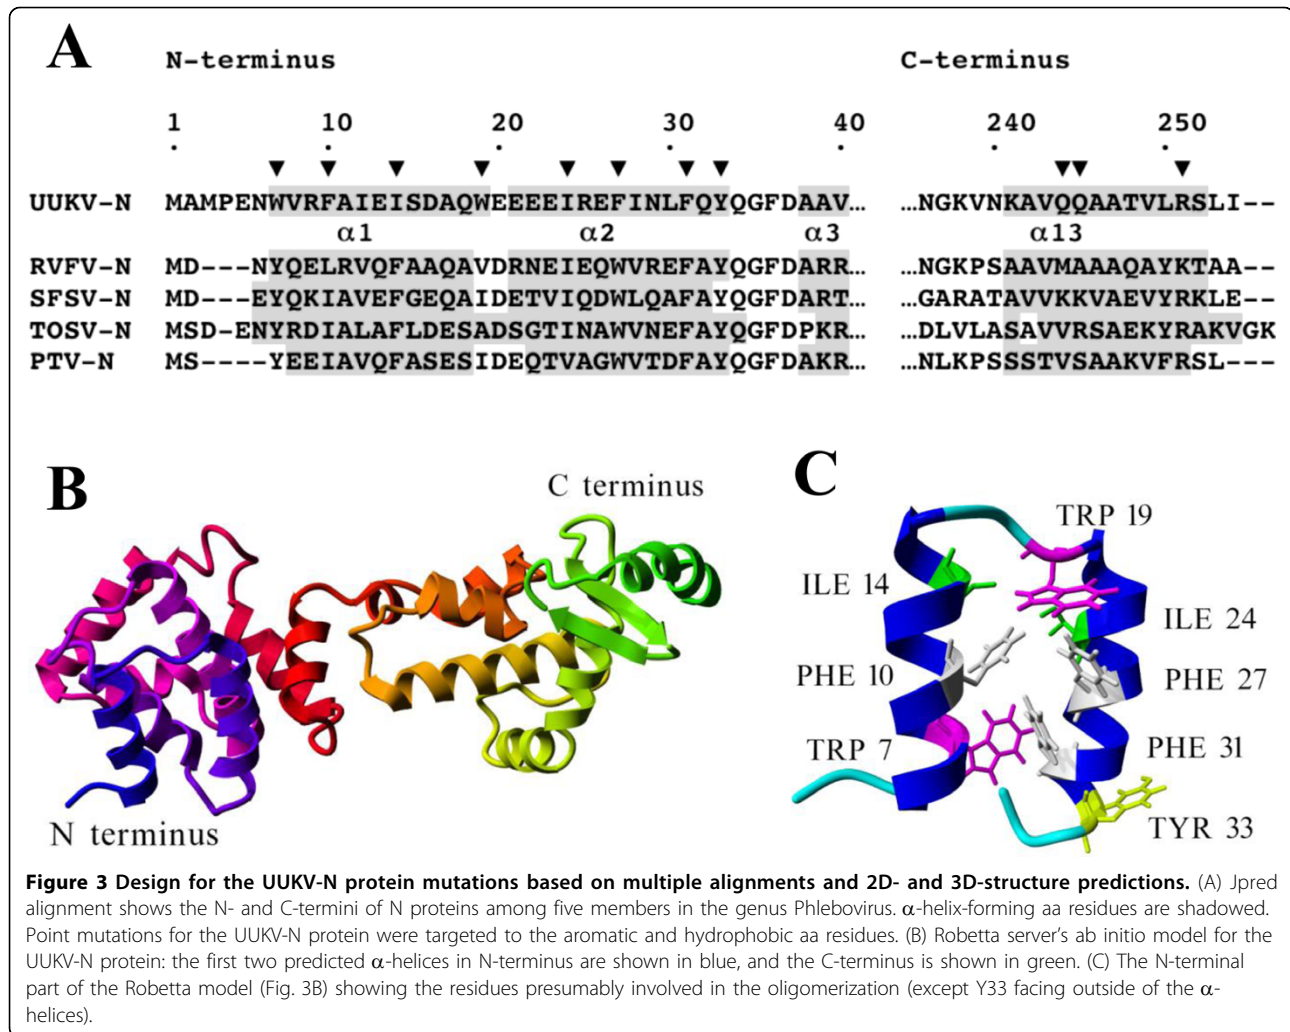 A
N-terminus C-terminus
1 10 20 30 40 240 250
UUKV-N MAMPENWVRFAIEISDAQWEEEEIREFINLFQYQGFDAAV... ...NGKVNKAVQQAATVLRSLI--
α1 α2 α3 α13
RVFV-N MD---NYQELRVQFAAQAVDRNEIEQWVREFAYQGFDARR... ...NGKPSAAVMAAAQAYKTAA--
SFSV-N MD---EYQKIAVEFGEQAIDETVIQDWLQAFAYQGFDART... ...GARATAVVKKVAEVYRKLE--
TOSV-N MSD-ENYRDIALAFLDESADSGTINAWVNEFAYQGFDPKR... ...DLVLASAVVRSAEKYRAKVGK
PTV-N MS----YEEIAVQFASESIDEQTVAGWVTDFAYQGFDAKR... ...NLKPSSSTVSAAKVFRSL---
B
C terminus
N terminus
C
TRP 19
ILE 14
ILE 24
PHE 10
PHE 27
TRP 7
PHE 31
TYR 33
Figure 3 Design for the UUKV-N protein mutations based on multiple alignments and 2D- and 3D-structure predictions. (A) Jpred
alignment shows the N- and C-termini of N proteins among five members in the genus Phlebovirus. α-helix-forming aa residues are shadowed.
Point mutations for the UUKV-N protein were targeted to the aromatic and hydrophobic aa residues. (B) Robetta server's ab initio model for the
UUKV-N protein: the first two predicted α-helices in N-terminus are shown in blue, and the C-terminus is shown in green. (C) The N-terminal
part of the Robetta model (Fig. 3B) showing the residues presumably involved in the oligomerization (except Y33 facing outside of the α-
helices).